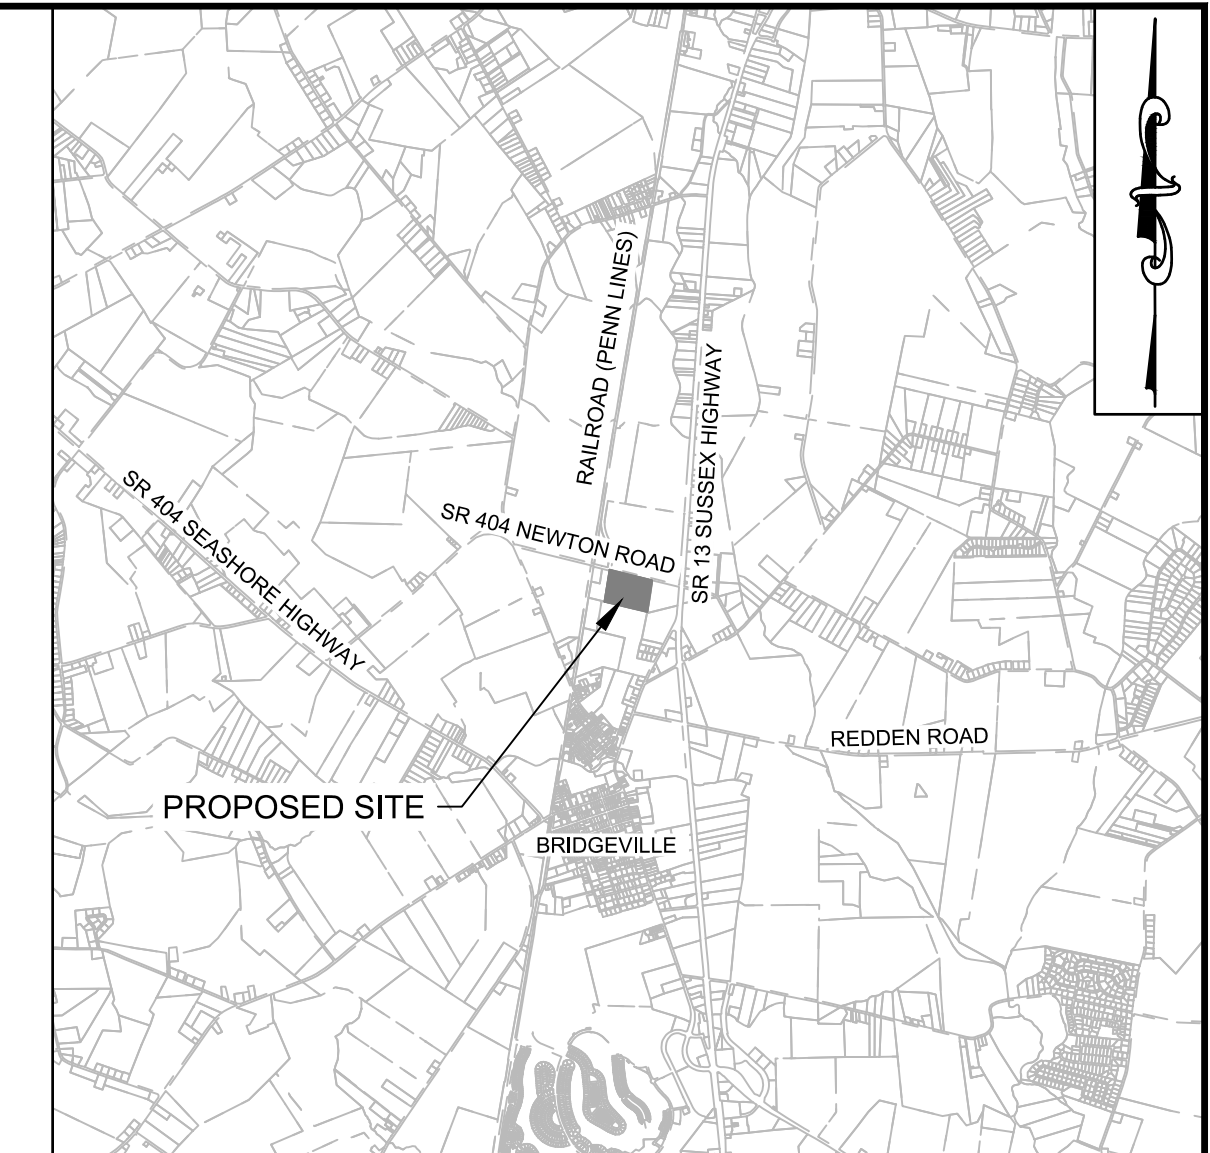 RAILROAD (PENN LINES)
SR 13 SUSSEX HIGHWAY
SR 404 SEASHORE HIGHWAY
SR 404 NEWTON ROAD
REDDEN ROAD
PROPOSED SITE
BRIDGEVILLE